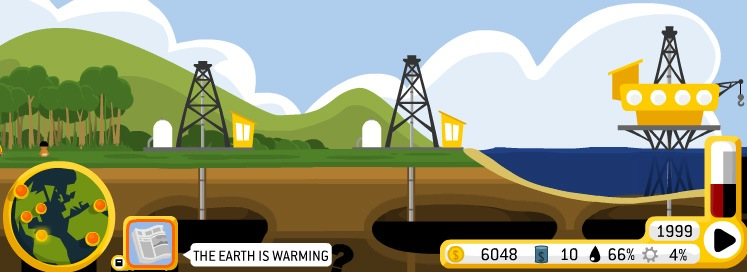 1999
THE EARTH IS WARMING
6048 10 66% 4%